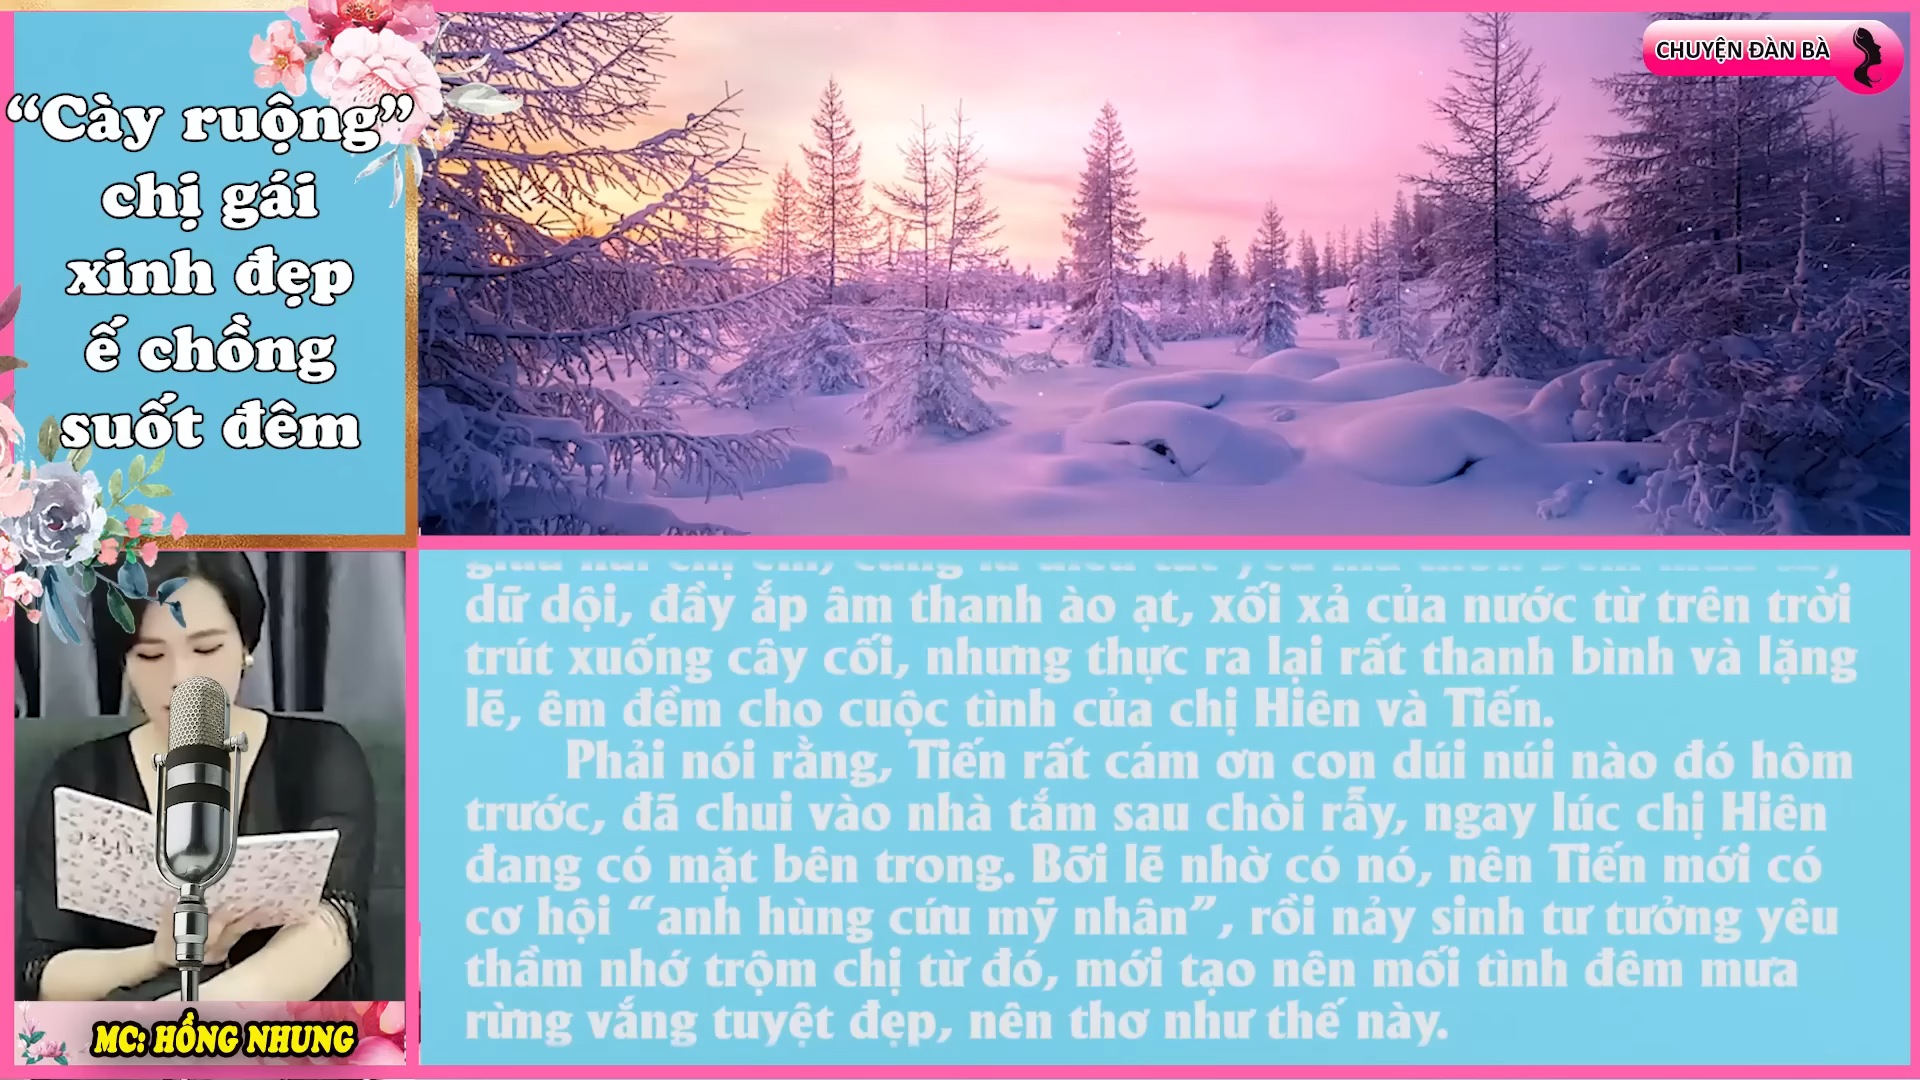 “Cày ruộng”
chị gái
xinh đẹp
ế chồng
suốt đêm
CHUYỆN ĐÀN BÀ
dữ dội, đầy ắp âm thanh ào ạt, xối xả của nước từ trên trời
trút xuống cây cối, nhưng thực ra lại rất thanh bình và lặng
lẽ, êm đềm cho cuộc tình của chị Hiên và Tiến.
Phải nói rằng, Tiến rất cám ơn con dúi núi nào đó hôm
trước, đã chui vào nhà tắm sau chòi rẫy, ngay lúc chị Hiên
đang có mặt bên trong. Bỡi lẽ nhờ có nó, nên Tiến mới có
cơ hội “anh hùng cứu mỹ nhân”, rồi nảy sinh tư tưởng yêu
thầm nhớ trộm chị từ đó, mới tạo nên mối tình đêm mưa
rừng vắng tuyệt đẹp, nên thơ như thế này.
MC: HỒNG NHUNG